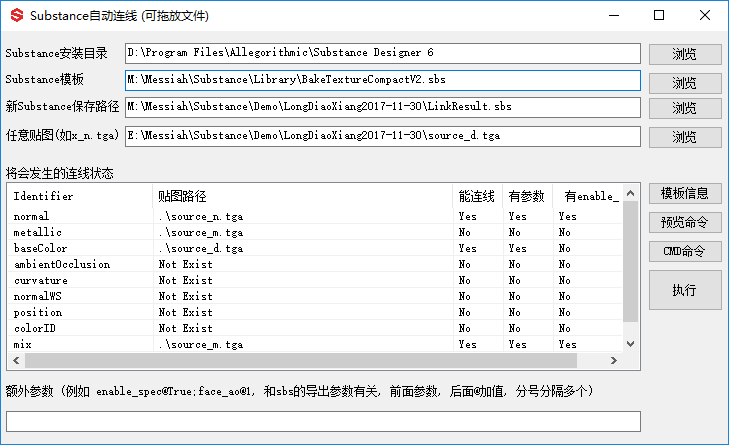 Substance自动连线 (可拖放文件)
Substance安装目录 D:\Program Files\Allegorithmic\Substance Designer 6 浏览
Substance模板 M:\Messiah\Substance\Library\BakeTextureCompactV2.sbs 浏览
新Substance保存路径 M:\Messiah\Substance\Demo\LongDiaoXiang2017-11-30\LinkResult.sbs 浏览
任意贴图(如x_n.tga) E:\Messiah\Substance\Demo\LongDiaoXiang2017-11-30\source_d.tga 浏览
将会发生的连线状态
Identifier 贴图路径 能连线 有参数 有enable_
normal .\source_n.tga Yes Yes Yes
metallic .\source_m.tga No No No
baseColor .\source_d.tga Yes Yes No
ambientOcclusion Not Exist No No No
curvature Not Exist No No No
normalWS Not Exist No No No
position Not Exist No No No
colorID Not Exist No No No
mix .\source_m.tga Yes Yes Yes
模板信息
预览命令
CMD命令
执行
额外参数 (例如 enable_spec@True;face_ao@1, 和sbs的导出参数有关, 前面参数, 后面@加值, 分号分隔多个)